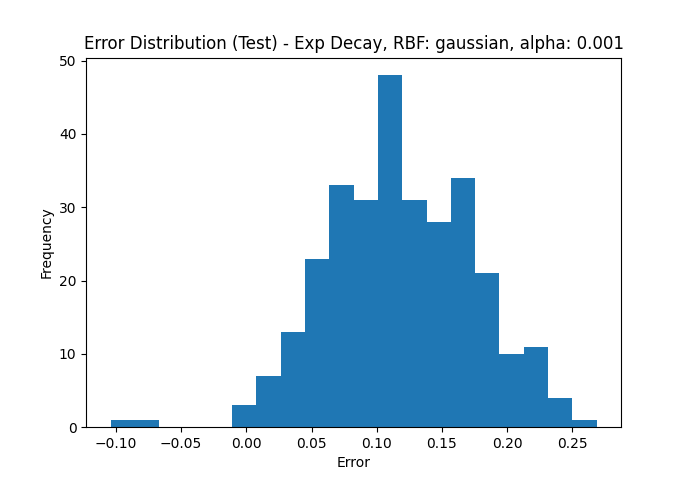 Error Distribution (Test) - Exp Decay, RBF: gaussian, alpha: 0.001
50
40
30
20
10
0
Frequency
−0.10 −0.05 0.00 0.05 0.10 0.15 0.20 0.25
Error